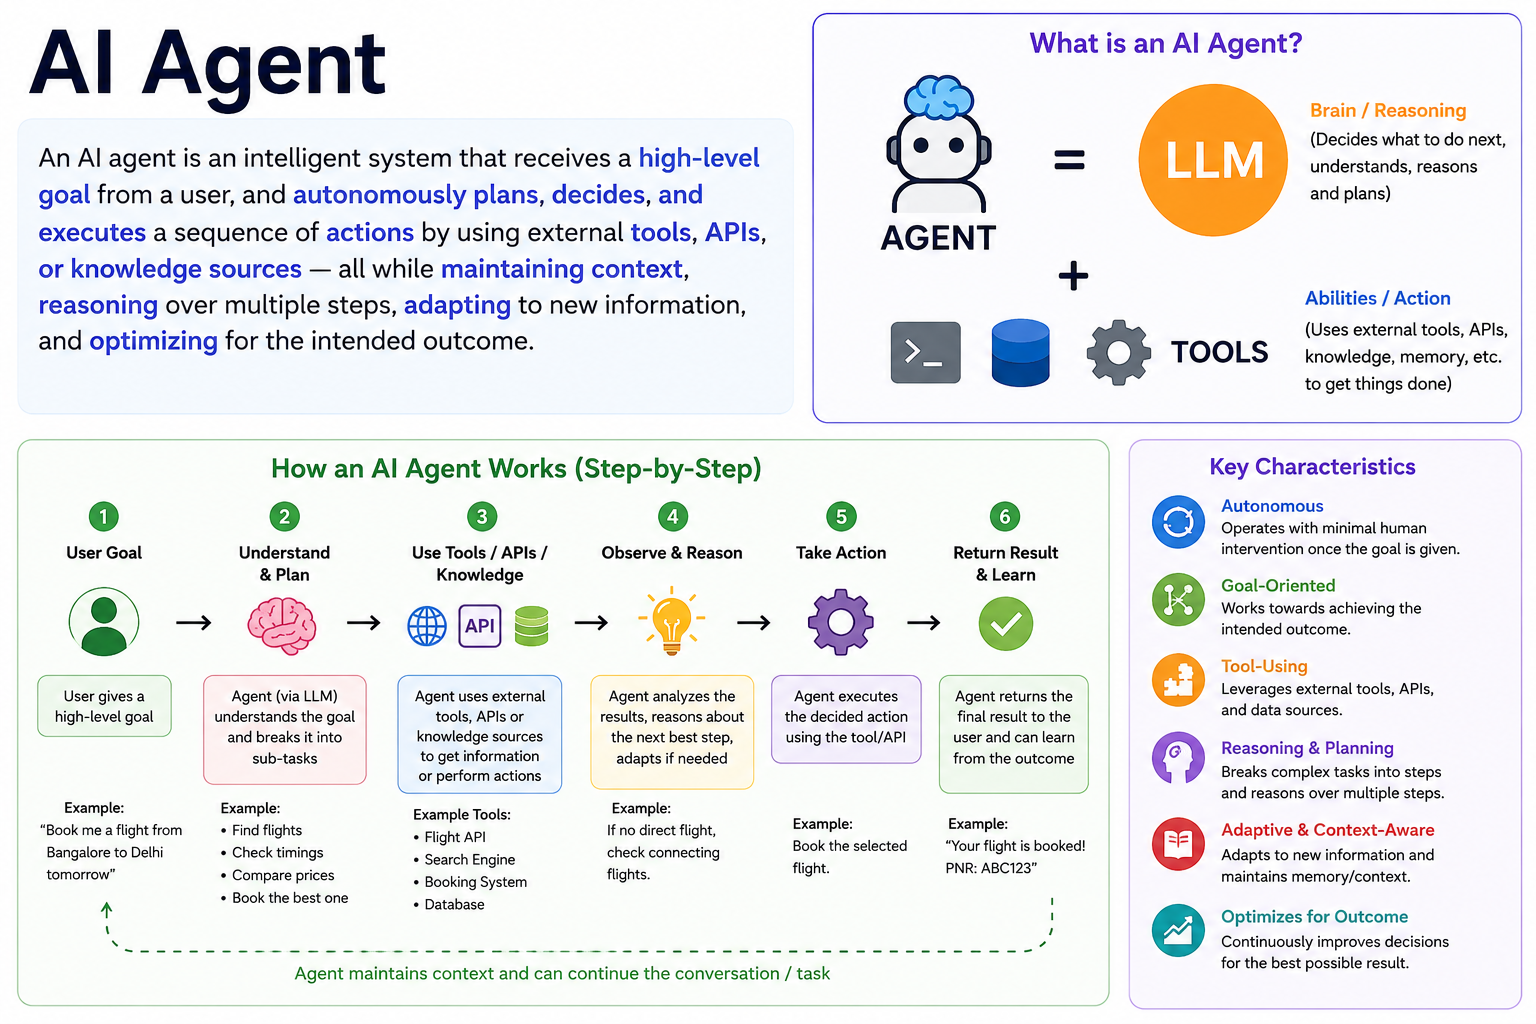 AI Agent
An AI agent is an intelligent system that receives a high-level
goal from a user, and autonomously plans, decides, and
executes a sequence of actions by using external tools, APIs,
or knowledge sources — all while maintaining context,
reasoning over multiple steps, adapting to new information,
and optimizing for the intended outcome.
What is an AI Agent?
AGENT
=
LLM
Brain / Reasoning
(Decides what to do next,
understands, reasons
and plans)
+
>_
TOOLS
Abilities / Action
(Uses external tools, APIs,
knowledge, memory, etc.
to get things done)
How an AI Agent Works (Step-by-Step)
1
User Goal
User gives a
high-level goal
Example:
“Book me a flight from
Bangalore to Delhi
tomorrow”
2
Understand
& Plan
Agent (via LLM)
understands the goal
and breaks it into
sub-tasks
Example:
• Find flights
• Check timings
• Compare prices
• Book the best one
3
Use Tools / APIs /
Knowledge
API
Agent uses external
tools, APIs or
knowledge sources
to get information
or perform actions
Example Tools:
• Flight API
• Search Engine
• Booking System
• Database
4
Observe & Reason
Agent analyzes the
results, reasons about
the next best step,
adapts if needed
Example:
If no direct flight,
check connecting
flights.
5
Take Action
Agent executes
the decided action
using the tool/API
Example:
Book the selected
flight.
6
Return Result
& Learn
Agent returns the
final result to the
user and can learn
from the outcome
Example:
“Your flight is booked!
PNR: ABC123”
Agent maintains context and can continue the conversation / task
Key Characteristics
Autonomous
Operates with minimal human
intervention once the goal is given.
Goal-Oriented
Works towards achieving the
intended outcome.
Tool-Using
Leverages external tools, APIs,
and data sources.
Reasoning & Planning
Breaks complex tasks into steps
and reasons over multiple steps.
Adaptive & Context-Aware
Adapts to new information and
maintains memory/context.
Optimizes for Outcome
Continuously improves decisions
for the best possible result.